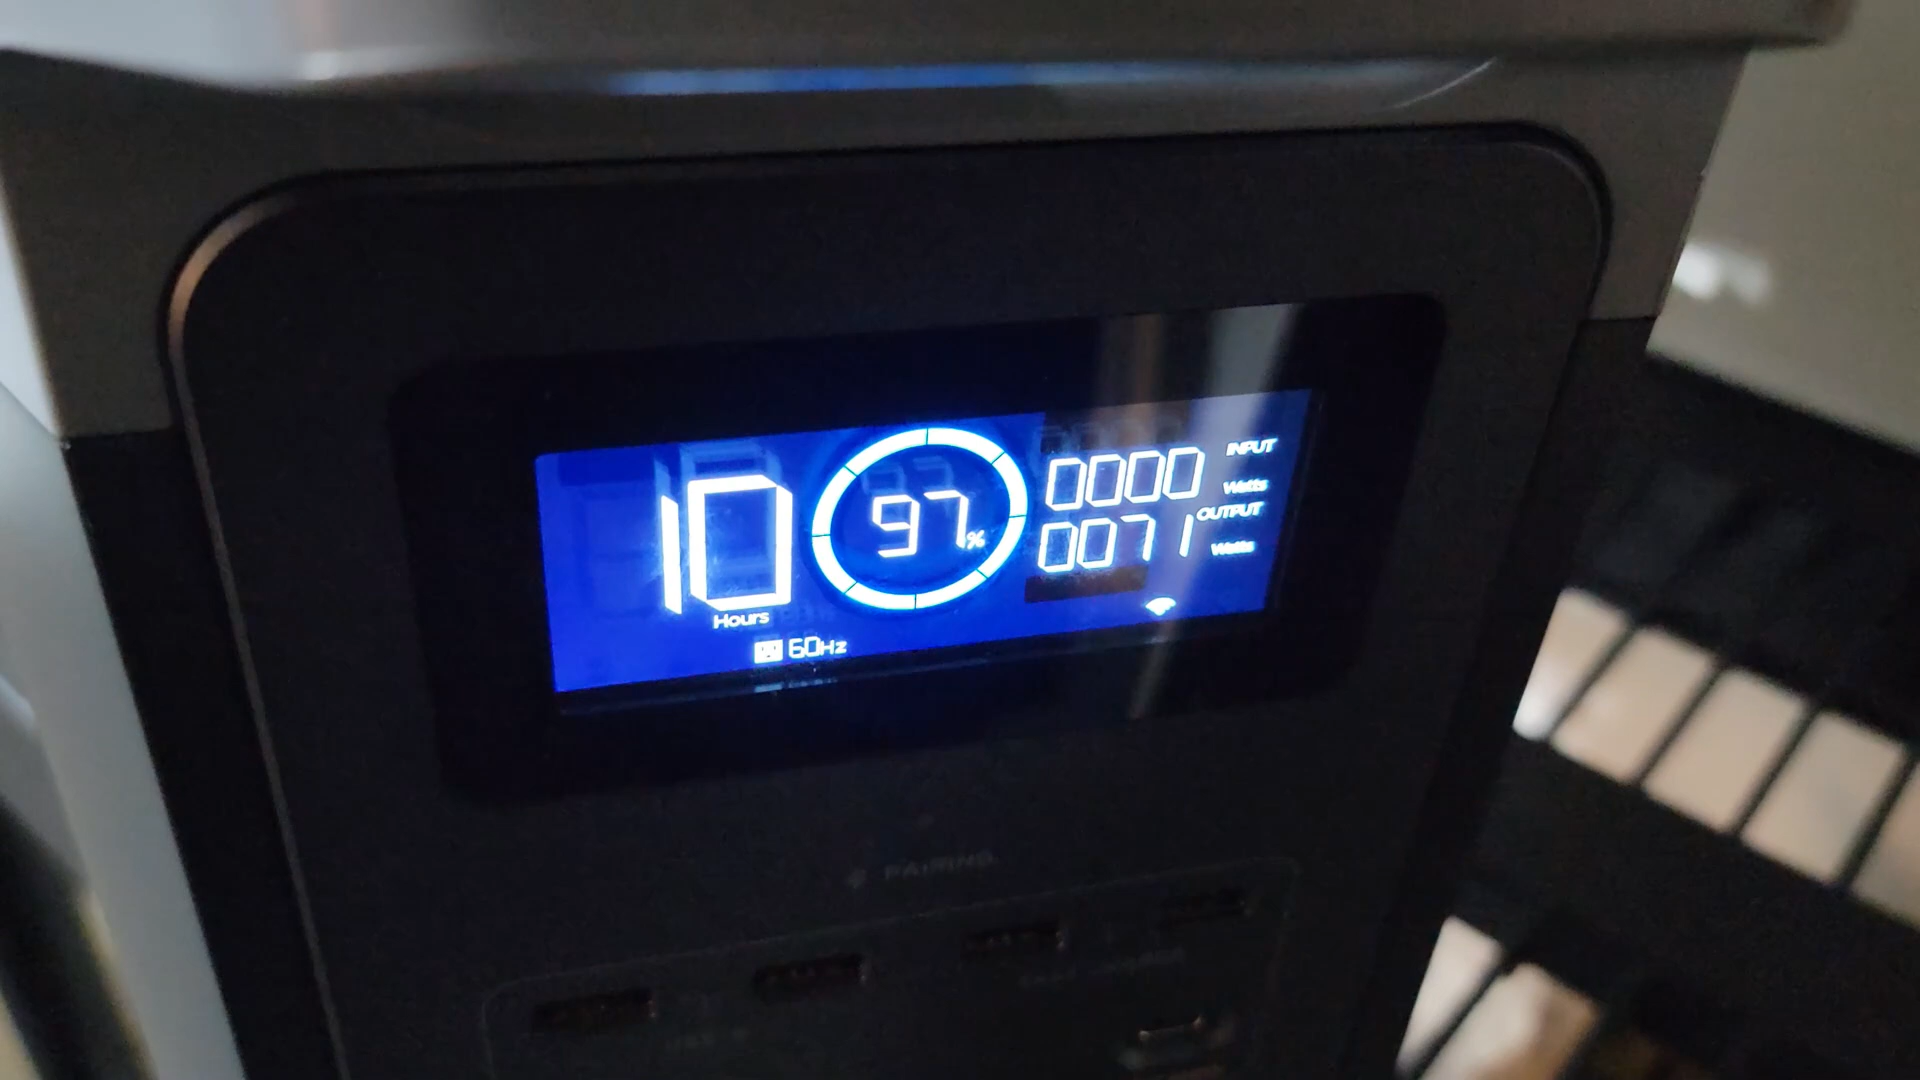 10
Hours
97%
0000
INPUT
Watts
0071
OUTPUT
Watts
60Hz
PAIRING